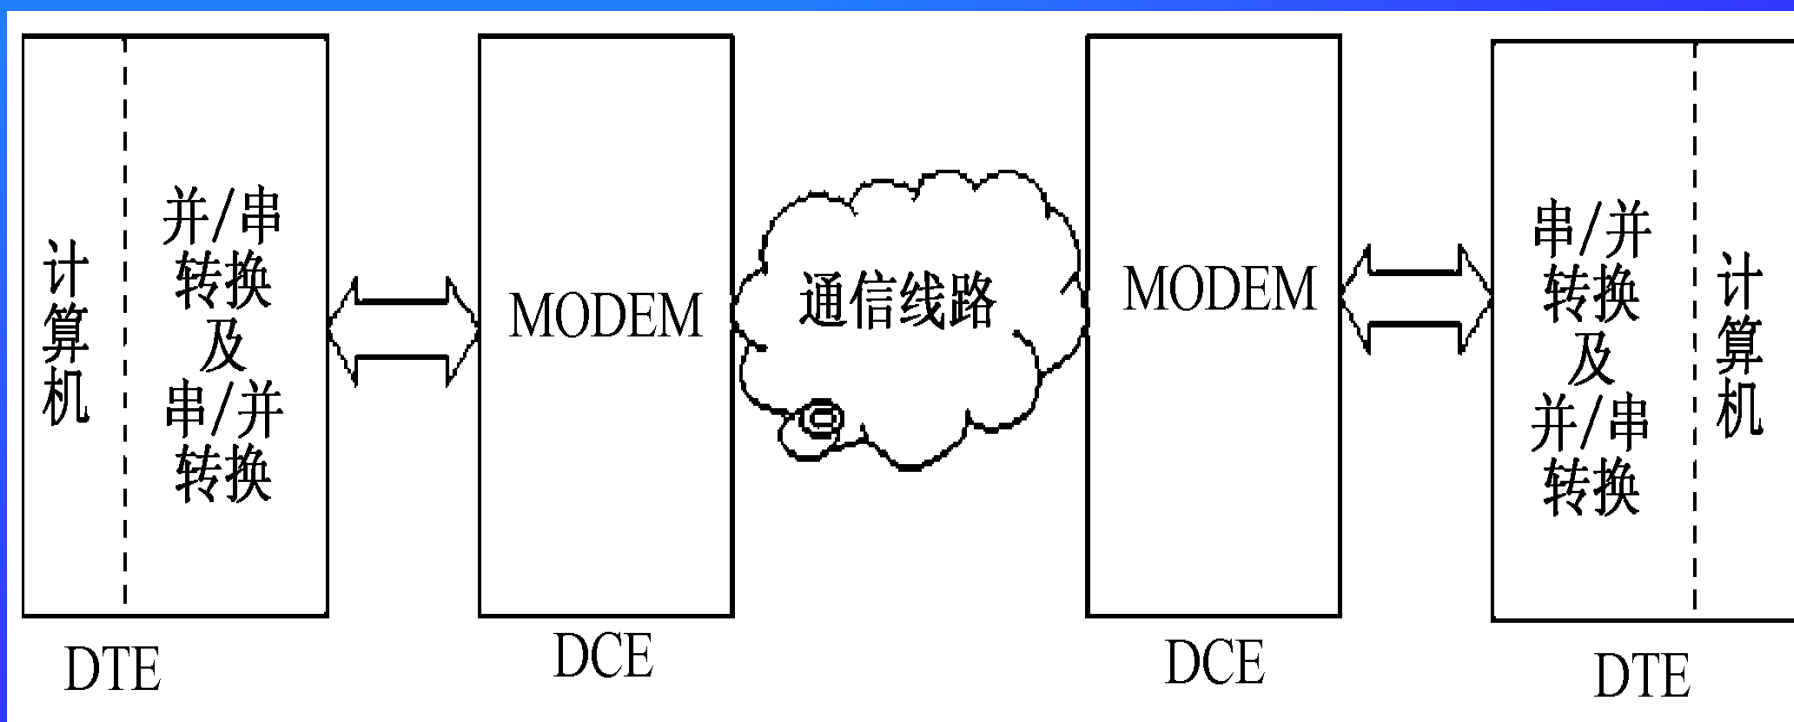 计算机
并/串
转换
及
串/并
转换
MODEM
通信线路
MODEM
串/并
转换
及
并/串
转换
计算机
DTE
DCE
DCE
DTE